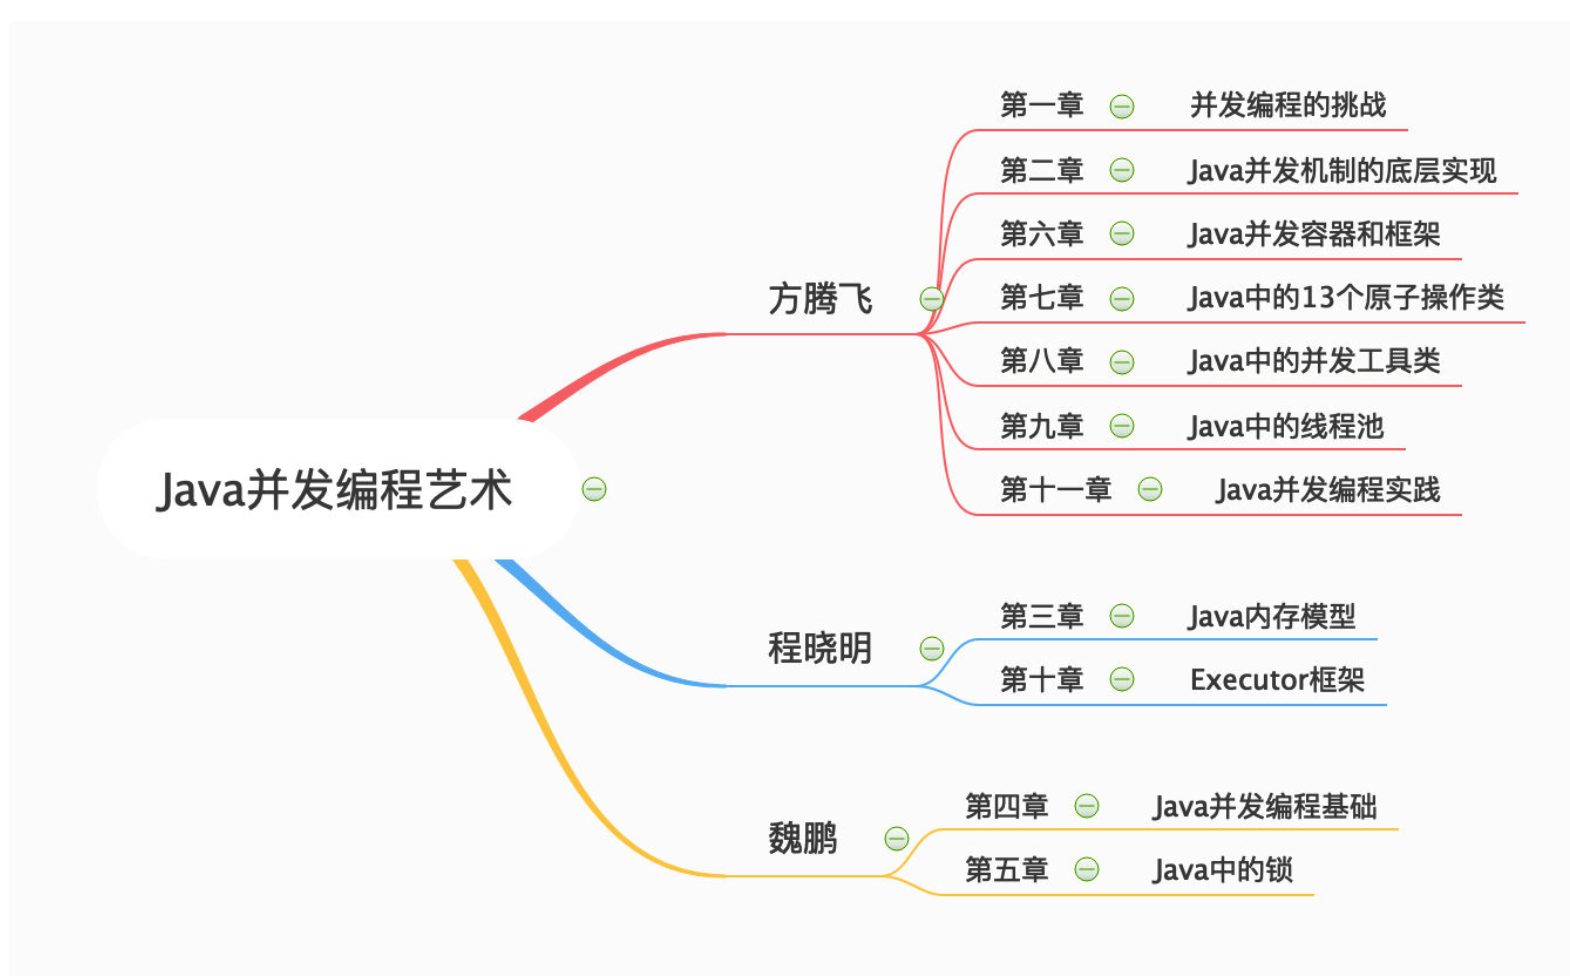 Java并发编程艺术
方腾飞
第一章 并发编程的挑战
第二章 Java并发机制的底层实现
第六章 Java并发容器和框架
第七章 Java中的13个原子操作类
第八章 Java中的并发工具类
第九章 Java中的线程池
第十一章 Java并发编程实践
程晓明
第三章 Java内存模型
第十章 Executor框架
魏鹏
第四章 Java并发编程基础
第五章 Java中的锁